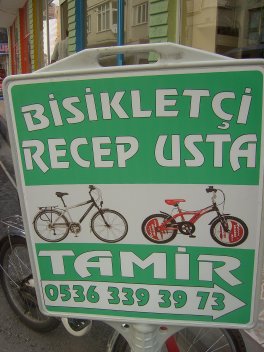 BİSİKLETÇİ
RECEP USTA
TAMİR
0536 339 39 73